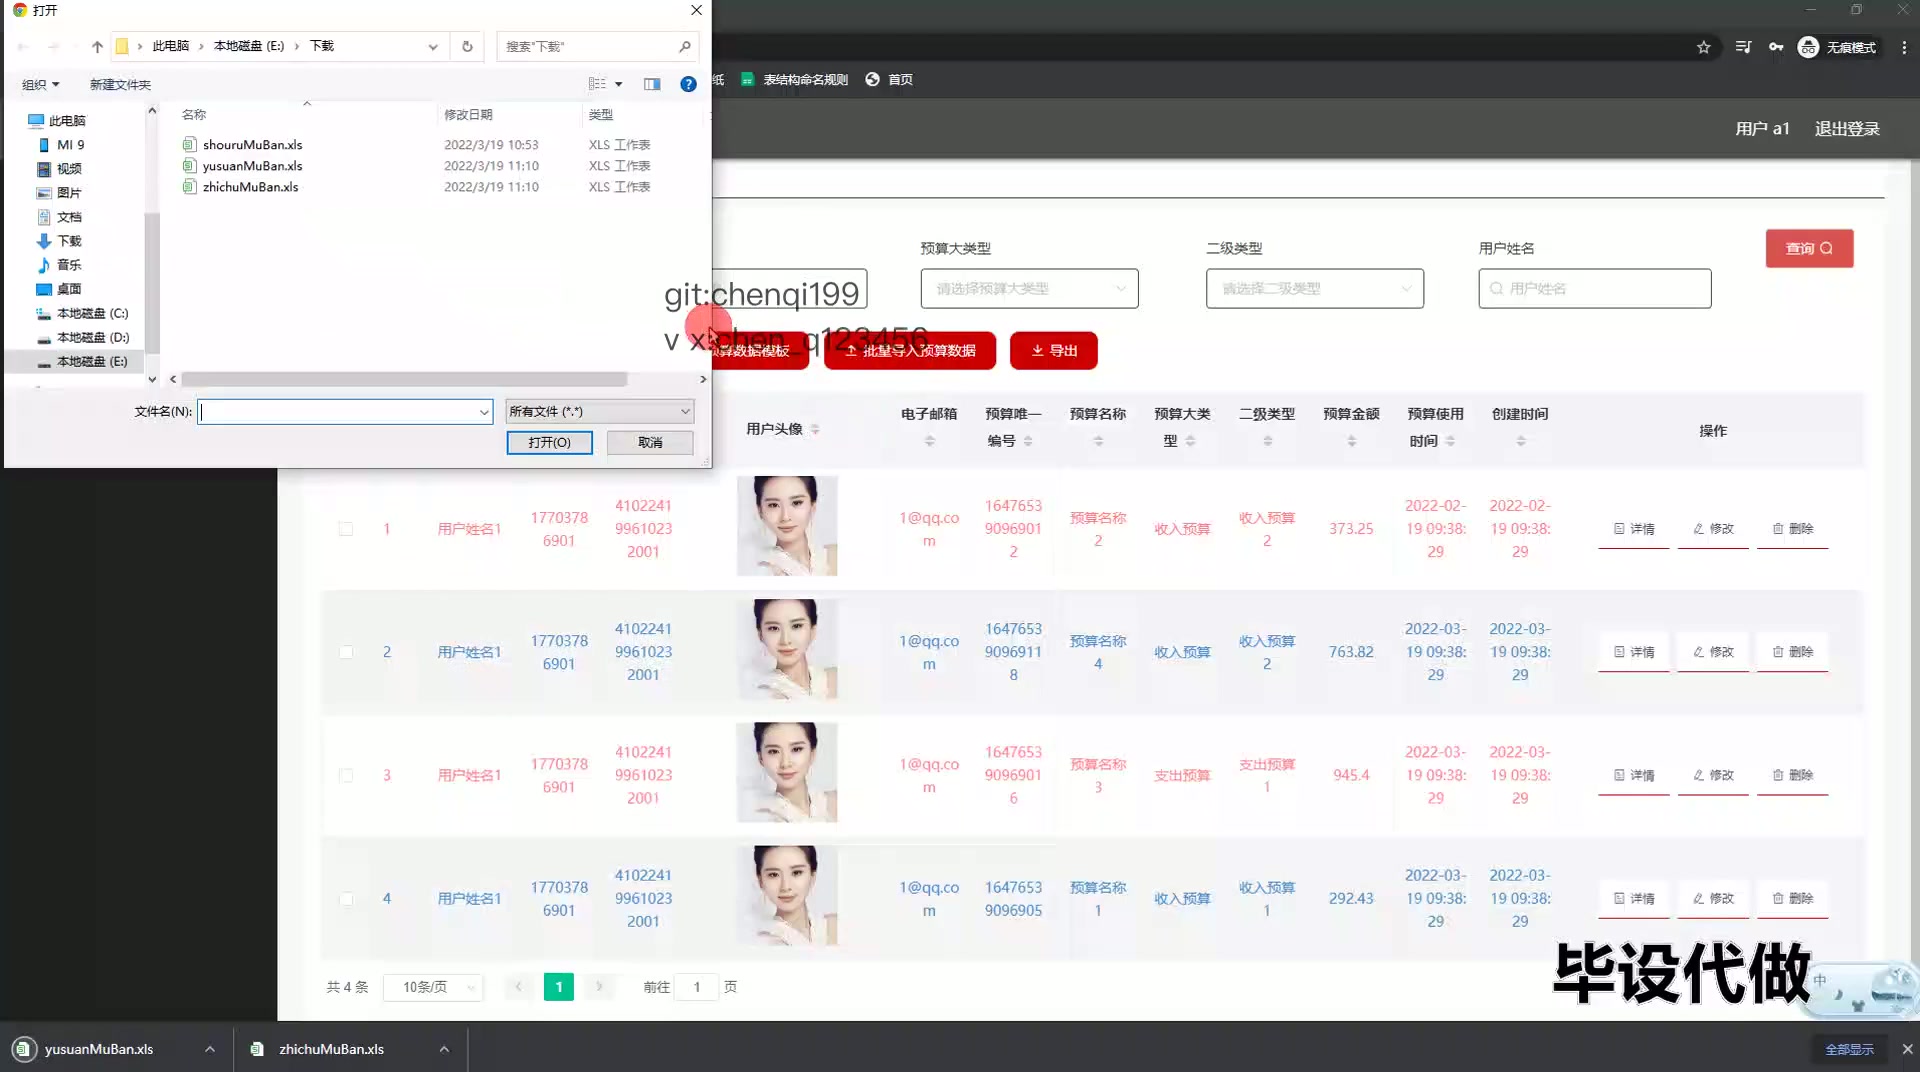 打开
此电脑 › 本地磁盘 (E:) › 下载
搜索"下载"
组织
新建文件夹
名称
修改日期
类型
此电脑
MI 9
视频
图片
文档
下载
音乐
桌面
本地磁盘 (C:)
本地磁盘 (D:)
本地磁盘 (E:)
shouruMuBan.xls 2022/3/19 10:53 XLS 工作表
yusuanMuBan.xls 2022/3/19 11:10 XLS 工作表
zhichuMuBan.xls 2022/3/19 11:10 XLS 工作表
文件名(N):
所有文件 (*.*)
打开(O)
取消
无痕模式
纸
表结构命名规则
首页
用户 a1
退出登录
预算大类型
二级类型
用户姓名
查询
请选择预算大类型
请选择二级类型
用户姓名
git:chenqi199
v x:chen_q123456
预算数据模板
批量导入预算数据
导出
用户头像
电子邮箱
预算唯一编号
预算名称
预算大类型
二级类型
预算金额
预算使用时间
创建时间
操作
1 用户姓名1 17703786901 410224199610232001 1@qq.com 164765390969012 预算名称2 收入预算 收入预算2 373.25 2022-02-19 09:38:29 2022-02-19 09:38:29 详情 修改 删除
2 用户姓名1 17703786901 410224199610232001 1@qq.com 164765390969118 预算名称4 收入预算 收入预算2 763.82 2022-03-19 09:38:29 2022-03-19 09:38:29 详情 修改 删除
3 用户姓名1 17703786901 410224199610232001 1@qq.com 164765390969016 预算名称3 支出预算 支出预算1 945.4 2022-03-19 09:38:29 2022-03-19 09:38:29 详情 修改 删除
4 用户姓名1 17703786901 410224199610232001 1@qq.com 16476539096905 预算名称1 收入预算 收入预算1 292.43 2022-03-19 09:38:29 2022-03-19 09:38:29 详情 修改 删除
共 4 条
10条/页
1
前往 1 页
毕设代做
中
yusuanMuBan.xls
zhichuMuBan.xls
全部显示